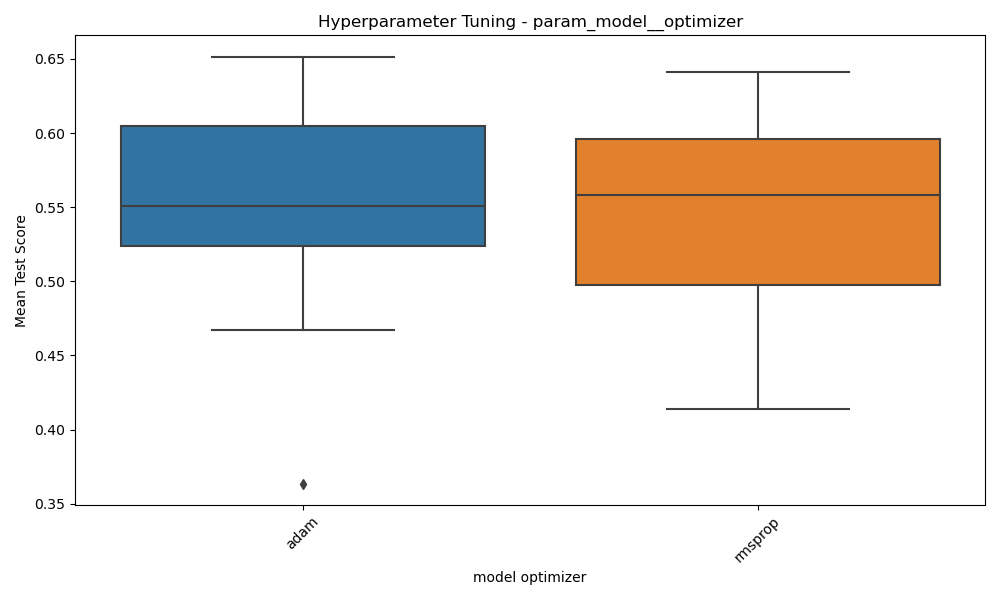 Hyperparameter Tuning - param_model__optimizer
Mean Test Score
0.65
0.60
0.55
0.50
0.45
0.40
0.35
adam
rmsprop
model optimizer